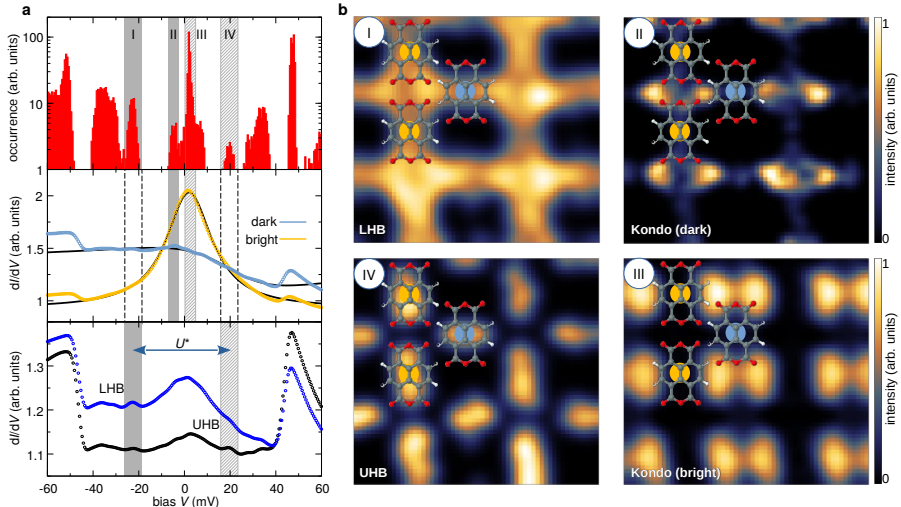 a
b
I
II
III
IV
occurrence (arb. units)
100
10
1
dI/dV (arb. units)
2
1.5
1
dark
bright
dI/dV (arb. units)
1.3
1.2
1.1
U*
LHB
UHB
-60
-40
-20
0
20
40
60
bias V (mV)
I
LHB
II
Kondo (dark)
1
intensity (arb. units)
0
IV
UHB
III
Kondo (bright)
1
intensity (arb. units)
0